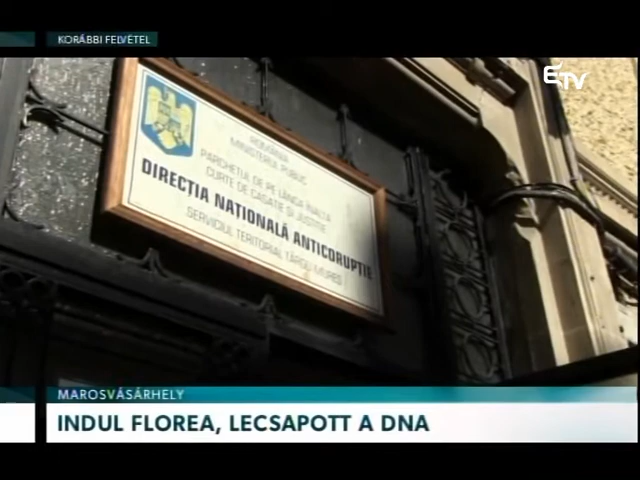 KORÁBBI FELVÉTEL
ETV
ROMÂNIA
MINISTERUL PUBLIC
PARCHETUL DE PE LÂNGĂ ÎNALTA
CURTE DE CASAȚIE ȘI JUSTIȚIE
DIRECȚIA NAȚIONALĂ ANTICORUPȚIE
SERVICIUL TERITORIAL TÂRGU MUREȘ
MAROSVÁSÁRHELY
INDUL FLOREA, LECSAPOTT A DNA